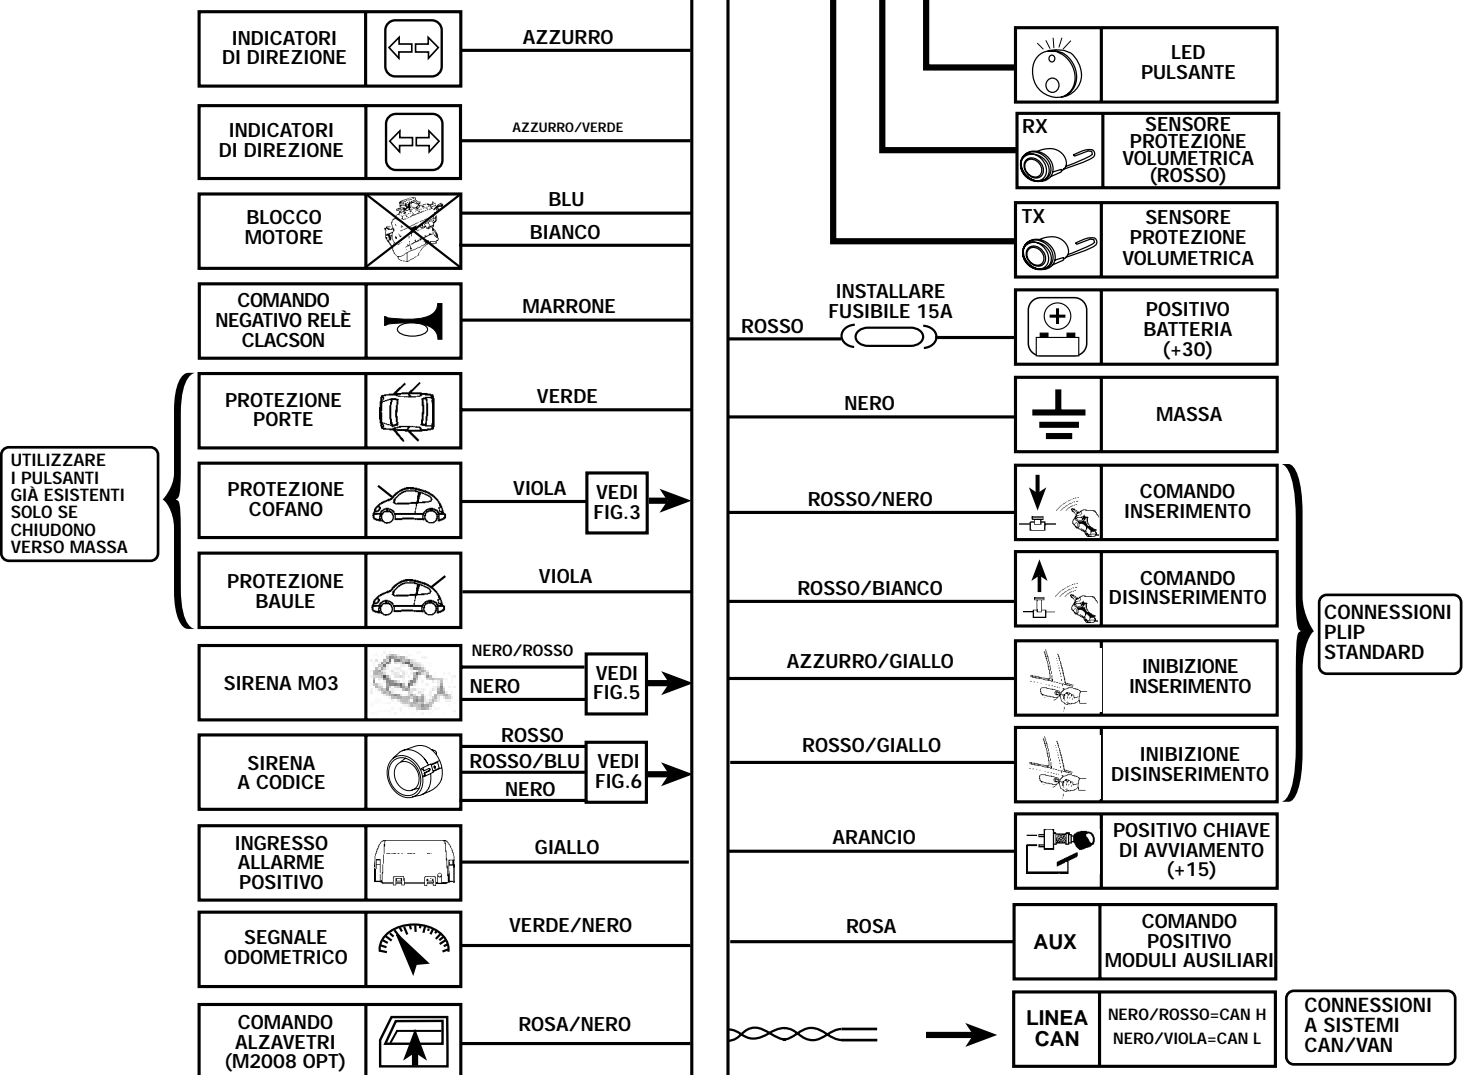 INDICATORI
DI DIREZIONE
AZZURRO
INDICATORI
DI DIREZIONE
AZZURRO/VERDE
BLOCCO
MOTORE
BLU
BIANCO
COMANDO
NEGATIVO RELÈ
CLACSON
MARRONE
UTILIZZARE
I PULSANTI
GIÀ ESISTENTI
SOLO SE
CHIUDONO
VERSO MASSA
PROTEZIONE
PORTE
VERDE
PROTEZIONE
COFANO
VIOLA
VEDI
FIG.3
PROTEZIONE
BAULE
VIOLA
SIRENA M03
NERO/ROSSO
NERO
VEDI
FIG.5
SIRENA
A CODICE
ROSSO
ROSSO/BLU
NERO
VEDI
FIG.6
INGRESSO
ALLARME
POSITIVO
GIALLO
SEGNALE
ODOMETRICO
VERDE/NERO
COMANDO
ALZAVETRI
(M2008 OPT)
ROSA/NERO
LED
PULSANTE
RX
SENSORE
PROTEZIONE
VOLUMETRICA
(ROSSO)
TX
SENSORE
PROTEZIONE
VOLUMETRICA
ROSSO
INSTALLARE
FUSIBILE 15A
POSITIVO
BATTERIA
(+30)
NERO
MASSA
ROSSO/NERO
COMANDO
INSERIMENTO
ROSSO/BIANCO
COMANDO
DISINSERIMENTO
AZZURRO/GIALLO
INIBIZIONE
INSERIMENTO
ROSSO/GIALLO
INIBIZIONE
DISINSERIMENTO
CONNESSIONI
PLIP
STANDARD
ARANCIO
POSITIVO CHIAVE
DI AVVIAMENTO
(+15)
ROSA
AUX
COMANDO
POSITIVO
MODULI AUSILIARI
LINEA
CAN
NERO/ROSSO=CAN H
NERO/VIOLA=CAN L
CONNESSIONI
A SISTEMI
CAN/VAN